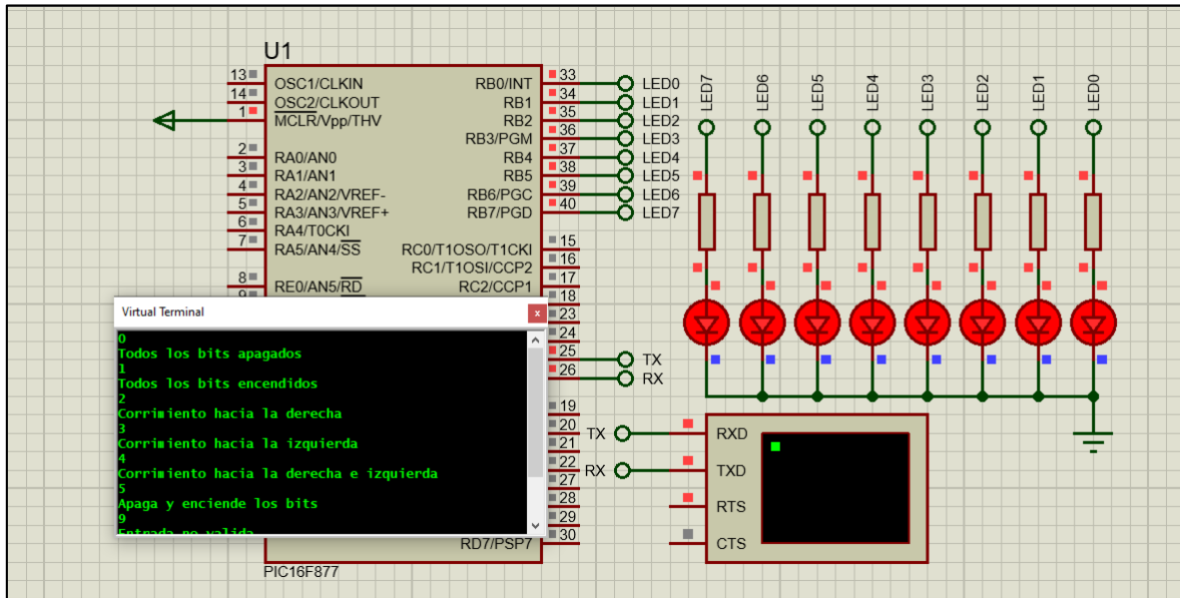 U1
13 OSC1/CLKIN RB0/INT 33 LED0
14 OSC2/CLKOUT RB1 34 LED1
1 MCLR/Vpp/THV RB2 35 LED2
RB3/PGM 36 LED3
2 RA0/AN0 RB4 37 LED4
3 RA1/AN1 RB5 38 LED5
4 RA2/AN2/VREF- RB6/PGC 39 LED6
5 RA3/AN3/VREF+ RB7/PGD 40 LED7
6 RA4/T0CKI
7 RA5/AN4/SS RC0/T1OSO/T1CKI 15
RC1/T1OSI/CCP2 16
8 RE0/AN5/RD RC2/CCP1 17
9
18
23
24
25 TX
26 RX
19
20
21
22
27
28
29
RD7/PSP7 30
PIC16F877
LED7 LED6 LED5 LED4 LED3 LED2 LED1 LED0
Virtual Terminal
x
0
Todos los bits apagados
1
Todos los bits encendidos
2
Corrimiento hacia la derecha
3
Corrimiento hacia la izquierda
4
Corrimiento hacia la derecha e izquierda
5
Apaga y enciende los bits
9
Entrada no valida
TX RXD
RX TXD
RTS
CTS